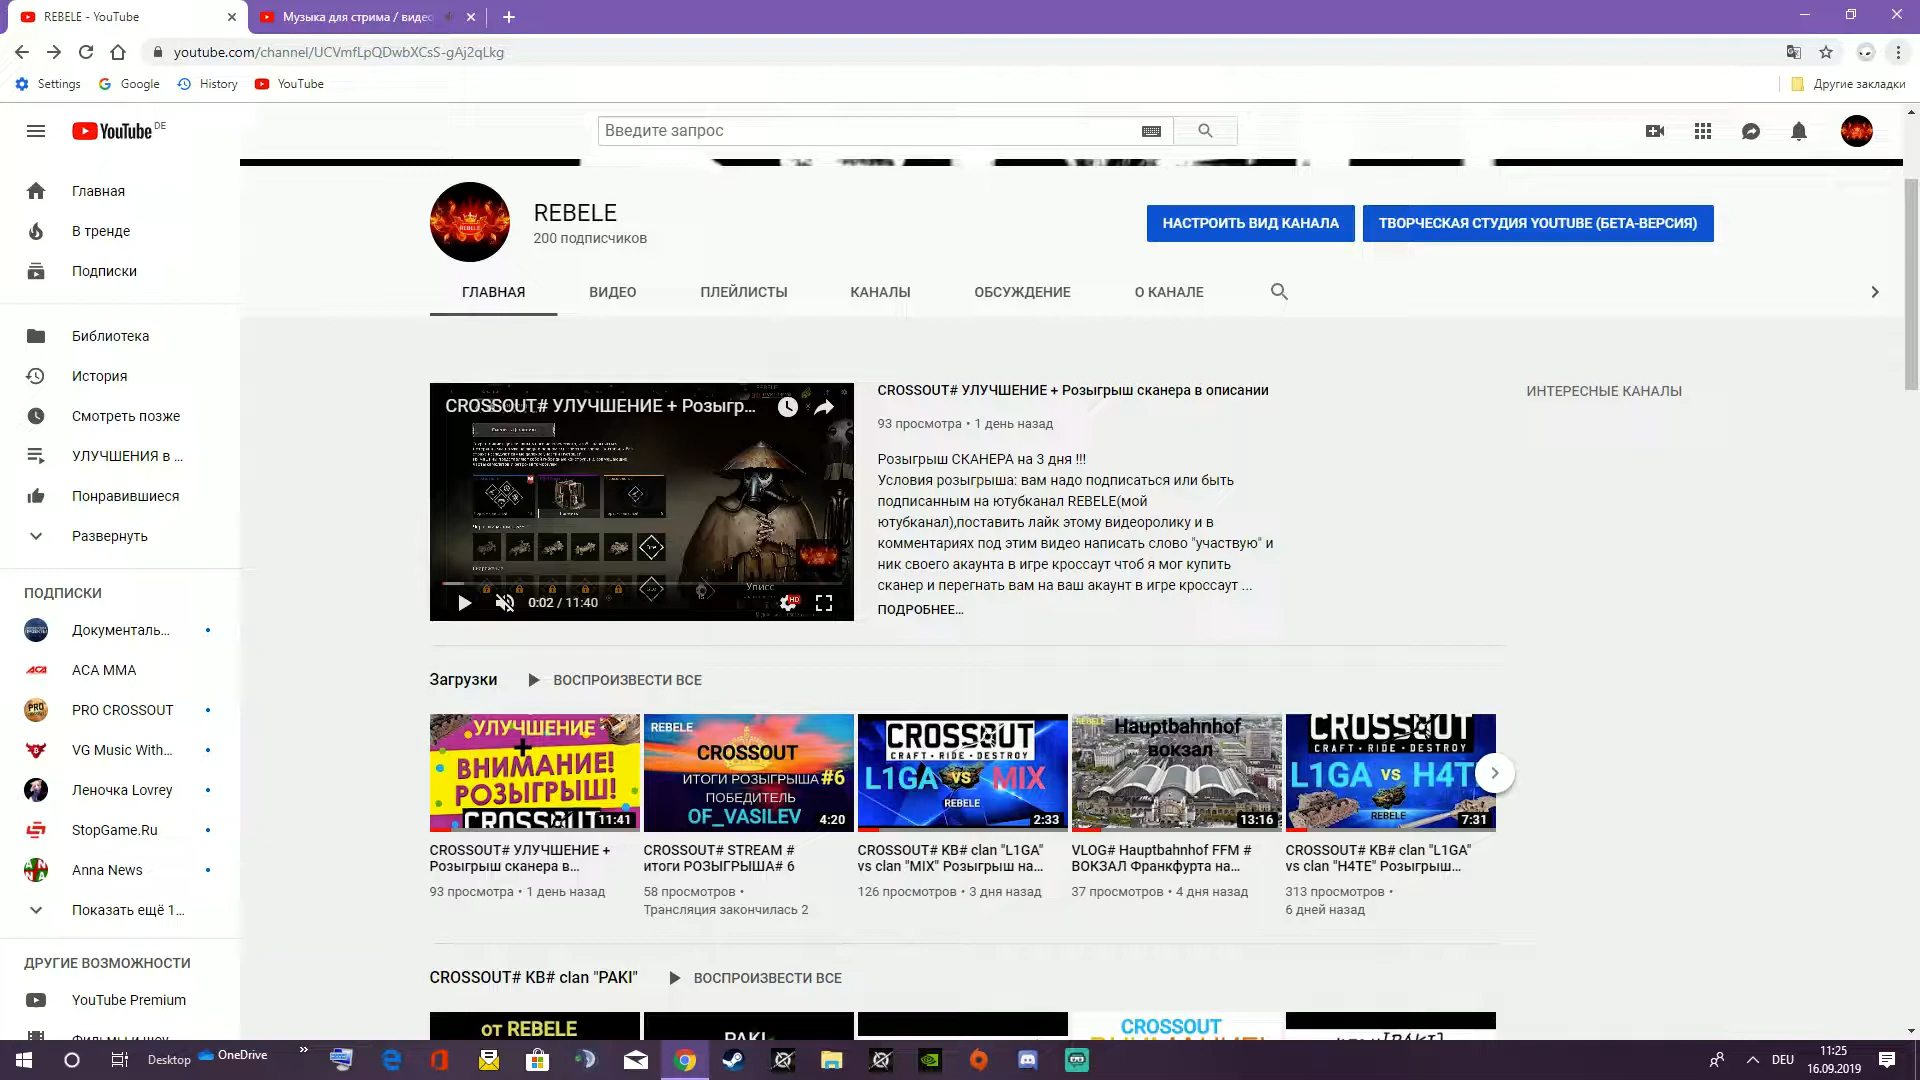 REBELE - YouTube
Музыка для стрима / видео
youtube.com/channel/UCVmfLpQDwbXCsS-gAj2qLkg
Settings
Google
History
YouTube
Другие закладки
YouTube DE
Введите запрос
Главная
В тренде
Подписки
Библиотека
История
Смотреть позже
УЛУЧШЕНИЯ в ...
Понравившиеся
Развернуть
ПОДПИСКИ
Документаль...
ACA MMA
PRO CROSSOUT
VG Music With...
Леночка Lovrey
StopGame.Ru
Anna News
Показать ещё 1...
ДРУГИЕ ВОЗМОЖНОСТИ
YouTube Premium
Фильмы и шоу
REBELE
200 подписчиков
НАСТРОИТЬ ВИД КАНАЛА
ТВОРЧЕСКАЯ СТУДИЯ YOUTUBE (БЕТА-ВЕРСИЯ)
ГЛАВНАЯ
ВИДЕО
ПЛЕЙЛИСТЫ
КАНАЛЫ
ОБСУЖДЕНИЕ
О КАНАЛЕ
CROSSOUT# УЛУЧШЕНИЕ + Розыгр...
Уписс
0:02 / 11:40
HD
CROSSOUT# УЛУЧШЕНИЕ + Розыгрыш сканера в описании
93 просмотра • 1 день назад
Розыгрыш СКАНЕРА на 3 дня !!!
Условия розыгрыша: вам надо подписаться или быть
подписанным на ютубканал REBELE(мой
ютубканал),поставить лайк этому видеоролику и в
комментариях под этим видео написать слово "участвую" и
ник своего акаунта в игре кроссаут чтоб я мог купить
сканер и перегнать вам на ваш акаунт в игре кроссаут ...
ПОДРОБНЕЕ...
ИНТЕРЕСНЫЕ КАНАЛЫ
Загрузки
ВОСПРОИЗВЕСТИ ВСЕ
УЛУЧШЕНИЕ
+
ВНИМАНИЕ!
РОЗЫГРЫШ!
CROSSOUT
11:41
CROSSOUT# УЛУЧШЕНИЕ +
Розыгрыш сканера в...
93 просмотра • 1 день назад
REBELE
CROSSOUT
ИТОГИ РОЗЫГРЫША #6
ПОБЕДИТЕЛЬ
OF_VASILEV
4:20
CROSSOUT# STREAM #
итоги РОЗЫГРЫША# 6
58 просмотров •
Трансляция закончилась 2
CROSSOUT
CRAFT • RIDE • DESTROY
L1GA VS MIX
REBELE
2:33
CROSSOUT# KB# clan "L1GA"
vs clan "MIX" Розыгрыш на...
126 просмотров • 3 дня назад
REBELE
Hauptbahnhof
вокзал
13:16
VLOG# Hauptbahnhof FFM #
ВОКЗАЛ Франкфурта на...
37 просмотров • 4 дня назад
CROSSOUT
CRAFT • RIDE • DESTROY
L1GA VS H4T
REBELE
7:31
CROSSOUT# KB# clan "L1GA"
vs clan "H4TE" Розыгрыш...
313 просмотров •
6 дней назад
CROSSOUT# KB# clan "PAKI"
ВОСПРОИЗВЕСТИ ВСЕ
от REBELE
PAKI
CROSSOUT
Desktop
OneDrive
DEU
11:25
16.09.2019